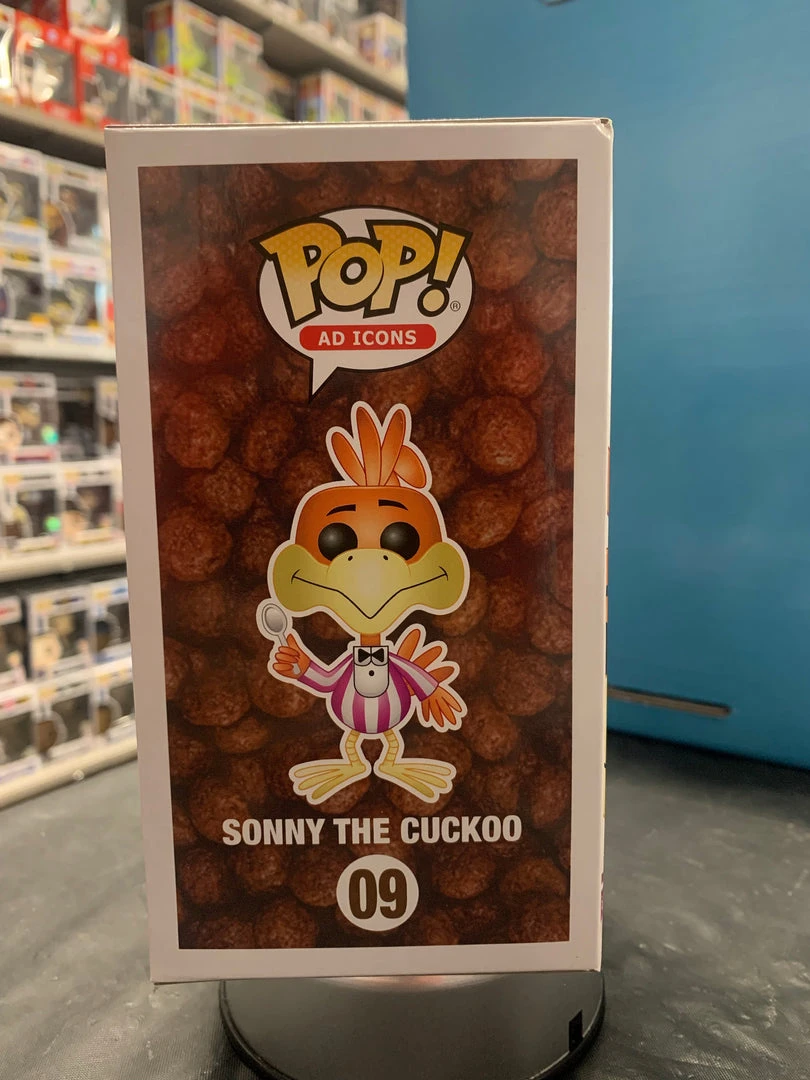 POP!®
AD ICONS
SONNY THE CUCKOO
09